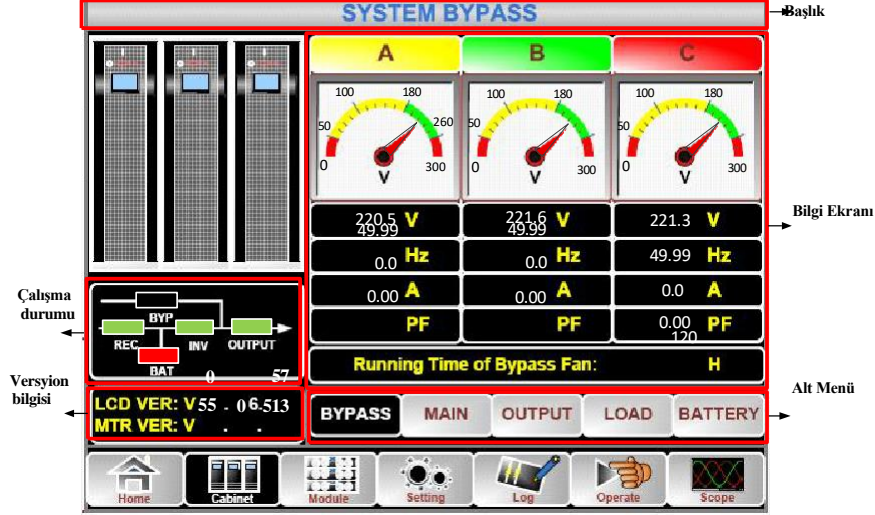 SYSTEM BYPASS
Başlık
A B C
100 180 100 180 100 180
50 260 50 50
0 300 0 300 0 300
V V V
220.5 V 221.6 V 221.3 V
49.99 49.99
0.0 Hz 0.0 Hz 49.99 Hz
0.00 A 0.00 A 0.0 A
PF PF 0.00 PF
120
Running Time of Bypass Fan: H
Bilgi Ekranı
Çalışma
durumu
BYP
REC INV OUTPUT
BAT
0 57
Versyion
bilgisi
LCD VER: V 55 . 06.513
MTR VER: V . .
BYPASS MAIN OUTPUT LOAD BATTERY
Alt Menü
Home Cabinet Module Setting Log Operate Scope